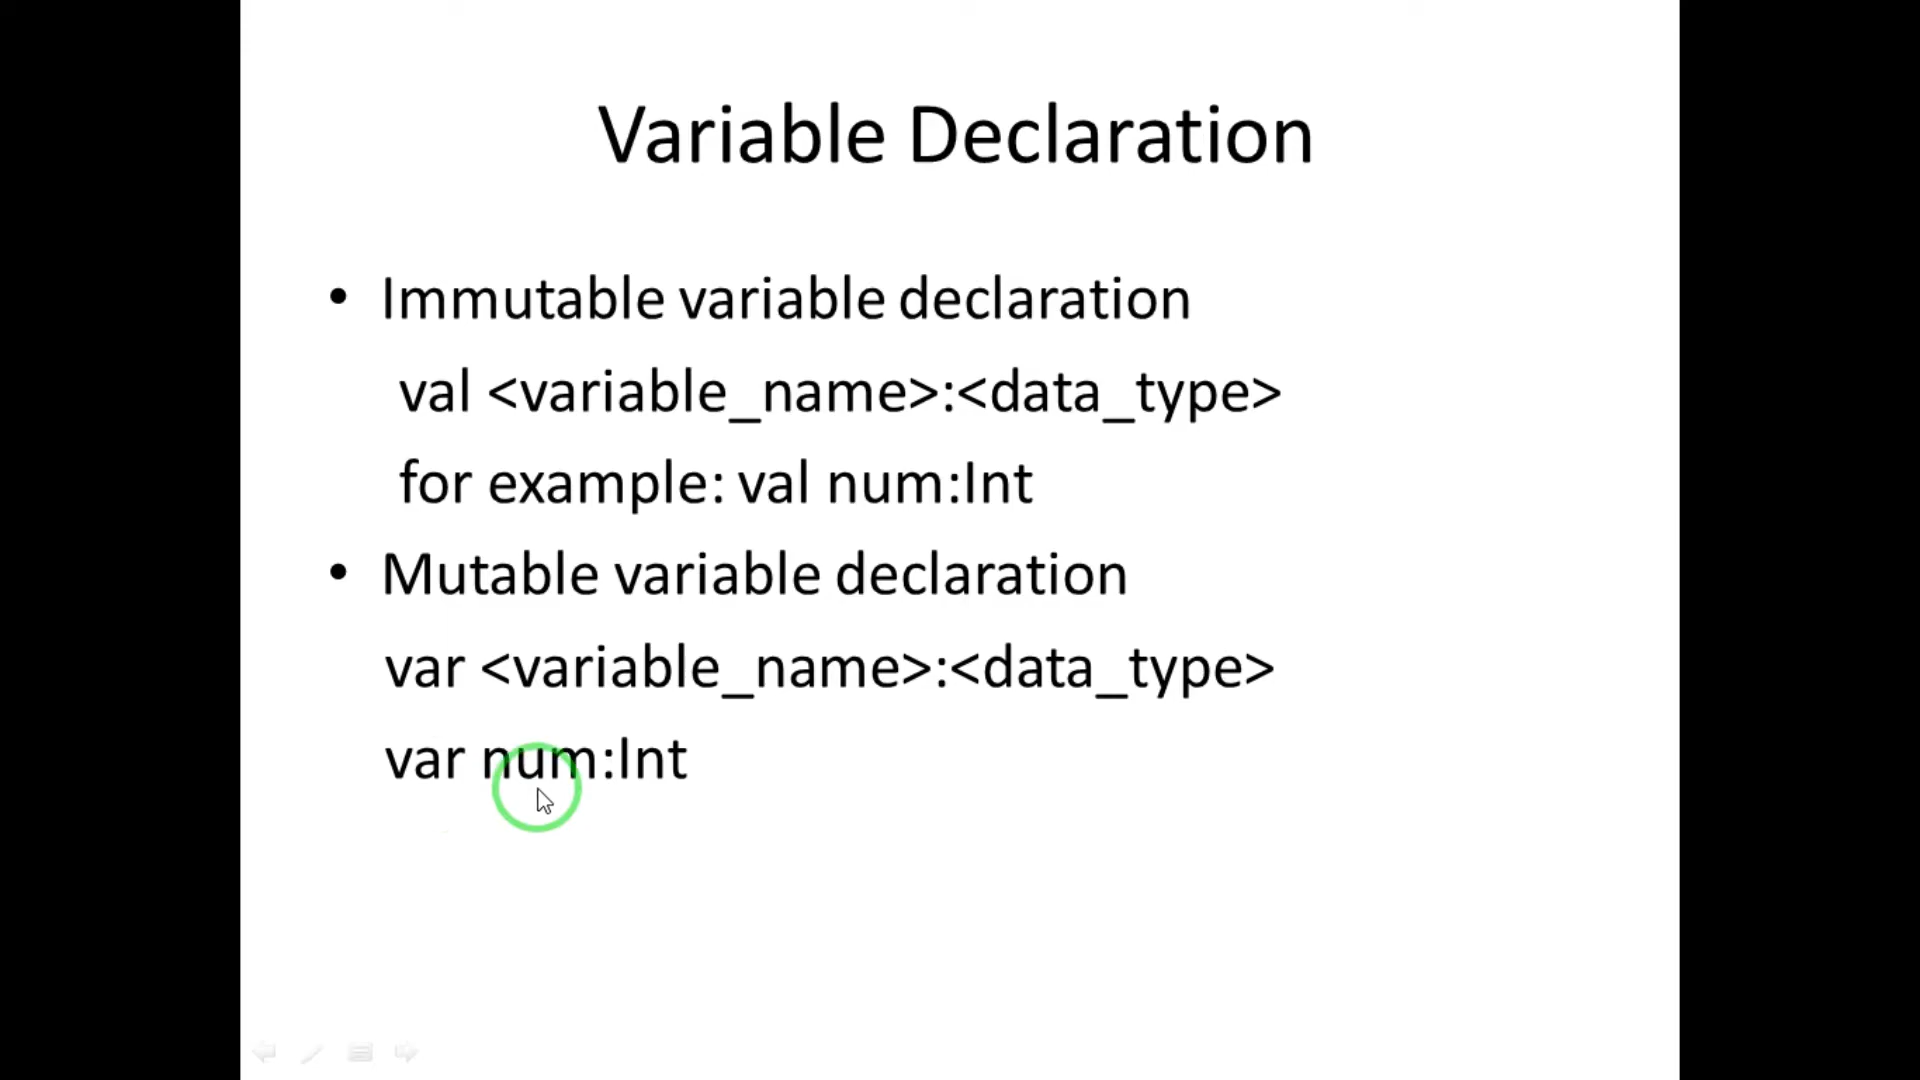 Variable Declaration
• Immutable variable declaration
val <variable_name>:<data_type>
for example: val num:Int
• Mutable variable declaration
var <variable_name>:<data_type>
var num:Int